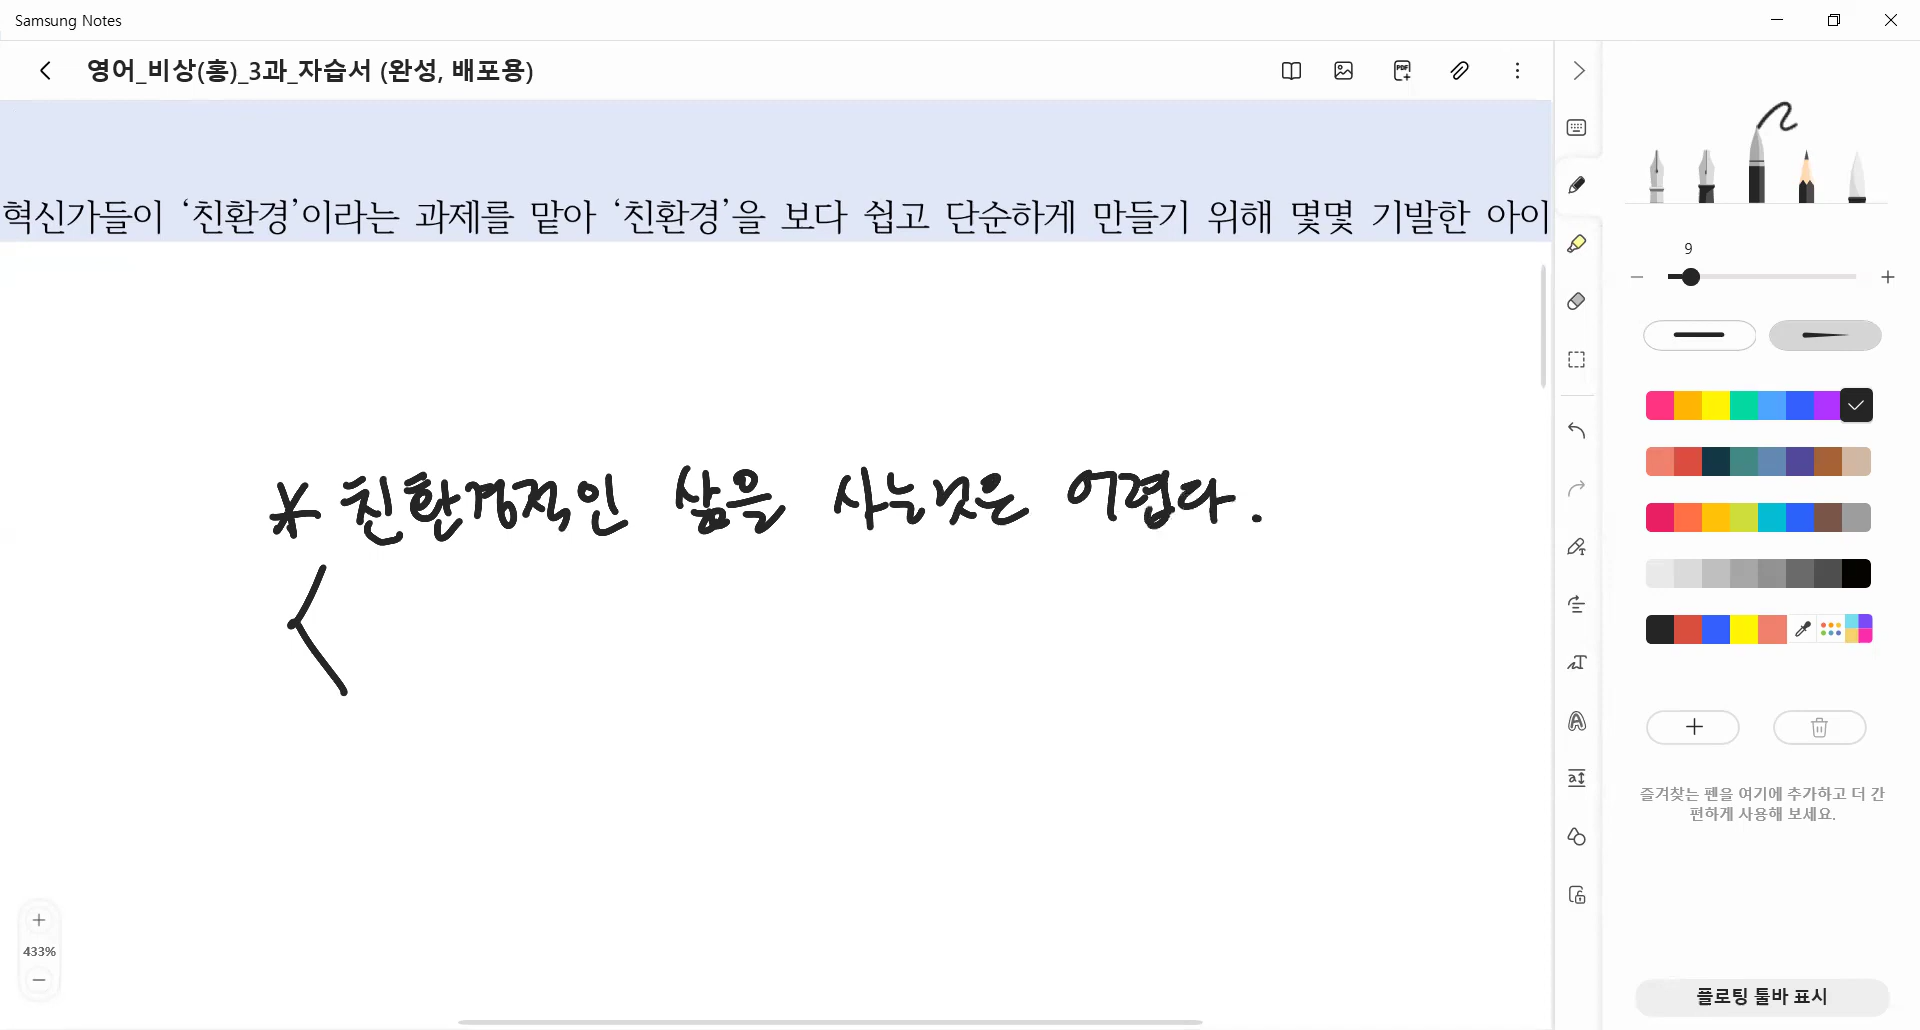 Samsung Notes
영어_비상(홍)_3과_자습서 (완성, 배포용)
PDF
혁신가들이 ‘친환경’이라는 과제를 맡아 ‘친환경’을 보다 쉽고 단순하게 만들기 위해 몇몇 기발한 아이
9
* 친환경적인 삶을 사는것은 어렵다.
즐겨찾는 펜을 여기에 추가하고 더 간
편하게 사용해 보세요.
433%
플로팅 툴바 표시